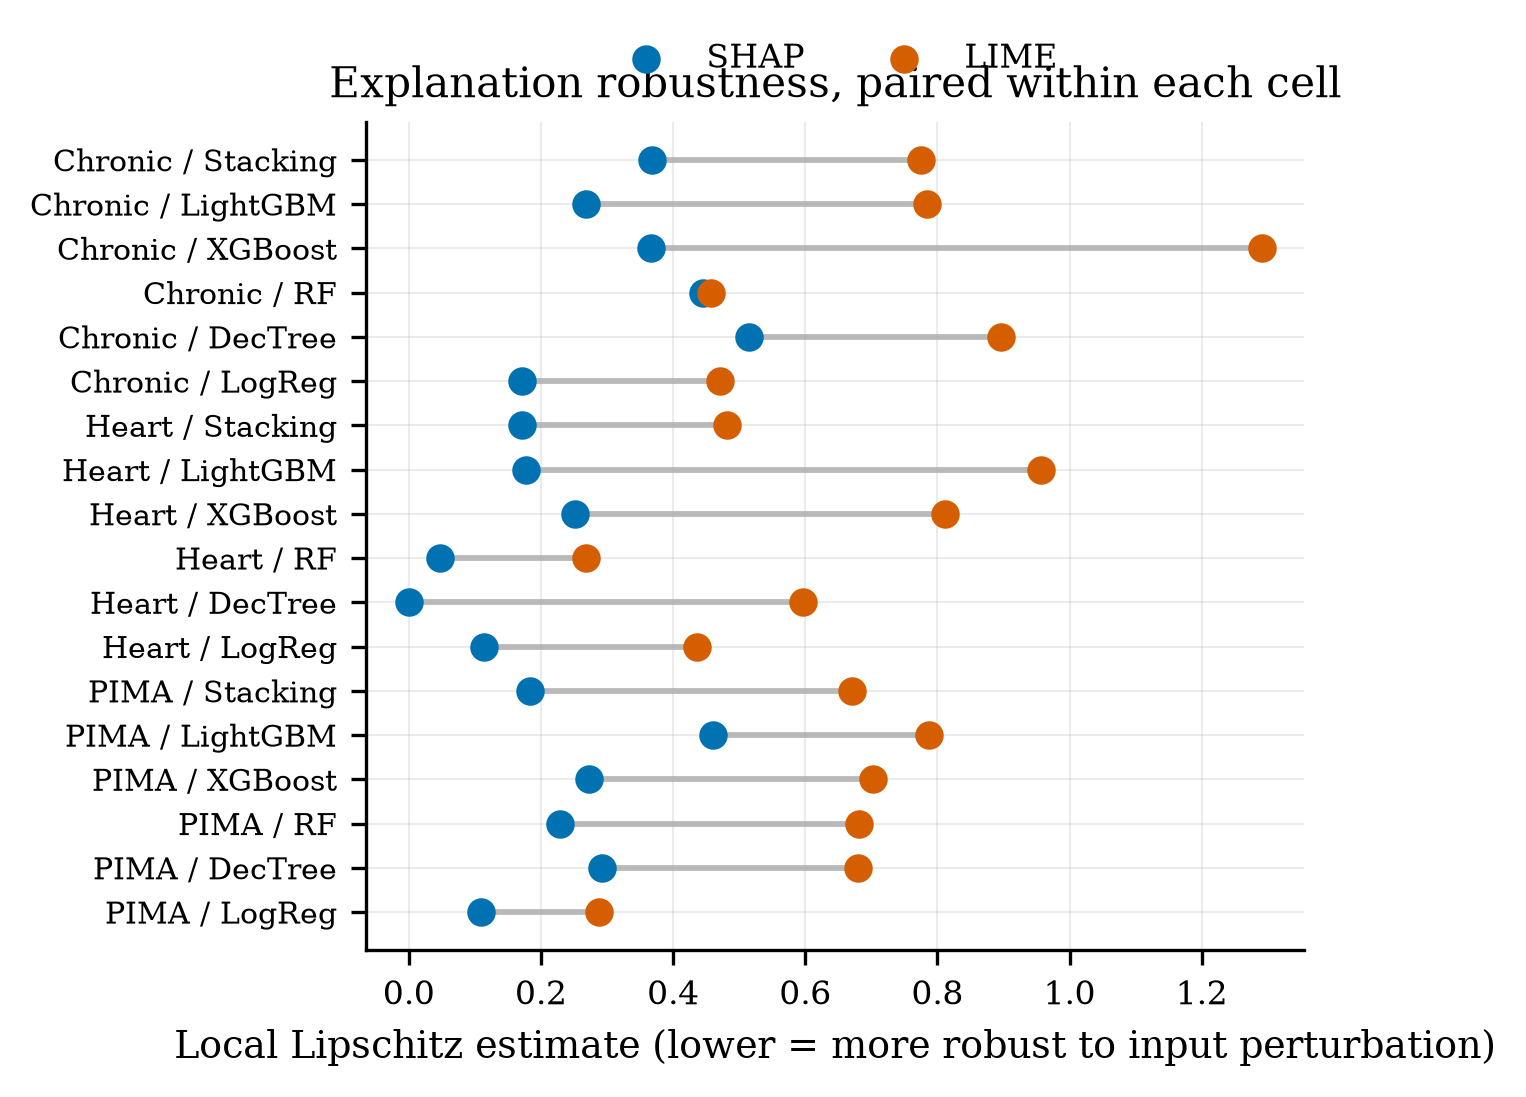 SHAP LIME
Explanation robustness, paired within each cell
Chronic / Stacking
Chronic / LightGBM
Chronic / XGBoost
Chronic / RF
Chronic / DecTree
Chronic / LogReg
Heart / Stacking
Heart / LightGBM
Heart / XGBoost
Heart / RF
Heart / DecTree
Heart / LogReg
PIMA / Stacking
PIMA / LightGBM
PIMA / XGBoost
PIMA / RF
PIMA / DecTree
PIMA / LogReg
0.0 0.2 0.4 0.6 0.8 1.0 1.2
Local Lipschitz estimate (lower = more robust to input perturbation)